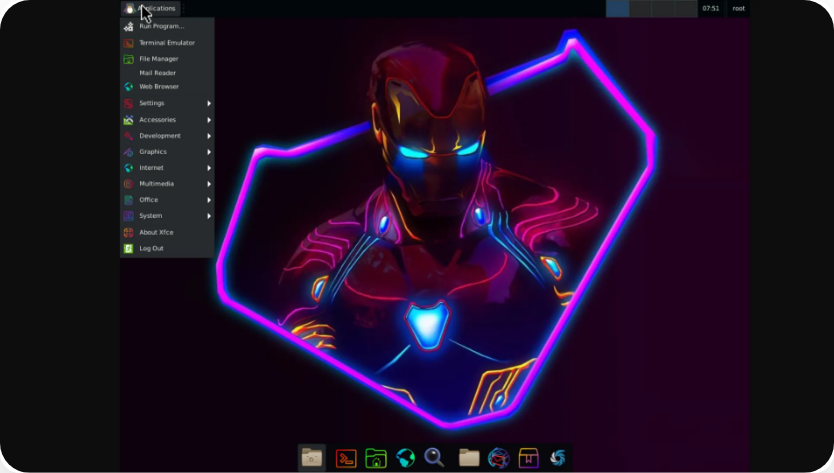 Applications
07:51
root
Run Program...
Terminal Emulator
File Manager
Mail Reader
Web Browser
Settings
Accessories
Development
Graphics
Internet
Multimedia
Office
System
About Xfce
Log Out